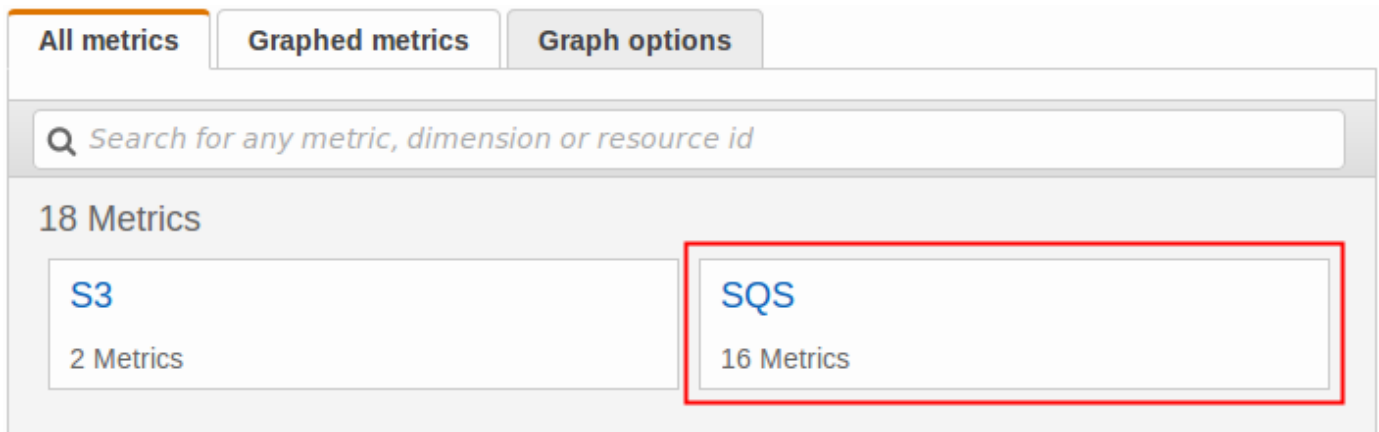 All metrics Graphed metrics Graph options
Search for any metric, dimension or resource id
18 Metrics
S3 SQS
2 Metrics 16 Metrics